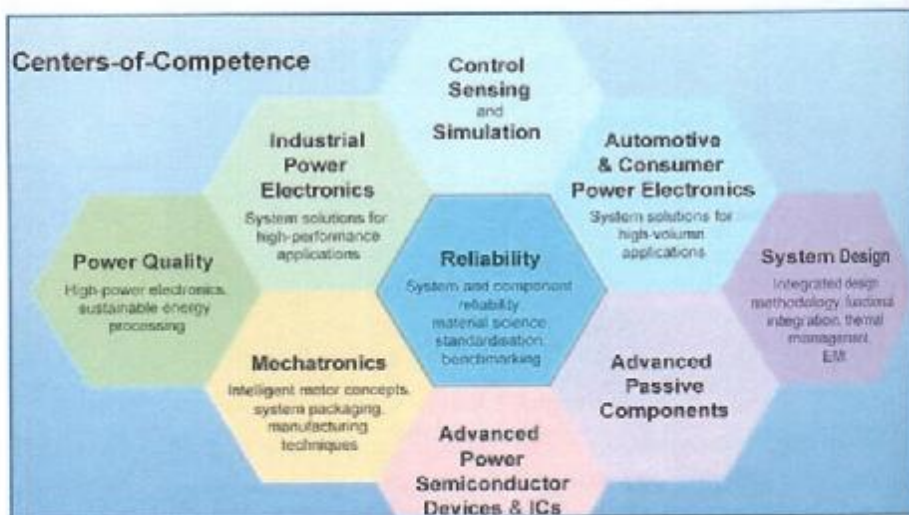 Centers-of-Competence
Control
Sensing
and
Simulation
Industrial
Power
Electronics
System solutions for
high-performance
applications
Automotive
& Consumer
Power Electronics
System solutions for
high-volumn
applications
Power Quality
High-power electronics,
sustainable energy
processing
Reliability
System and component
reliability
material science
standardisation,
benchmarking
System Design
Integrated design
methodology, functional
integration, thermal
managemant,
EMI
Mechatronics
Intelligent motor concepts,
system packaging,
manufacturing
techniques
Advanced
Passive
Components
Advanced
Power
Semiconductor
Devices & ICs